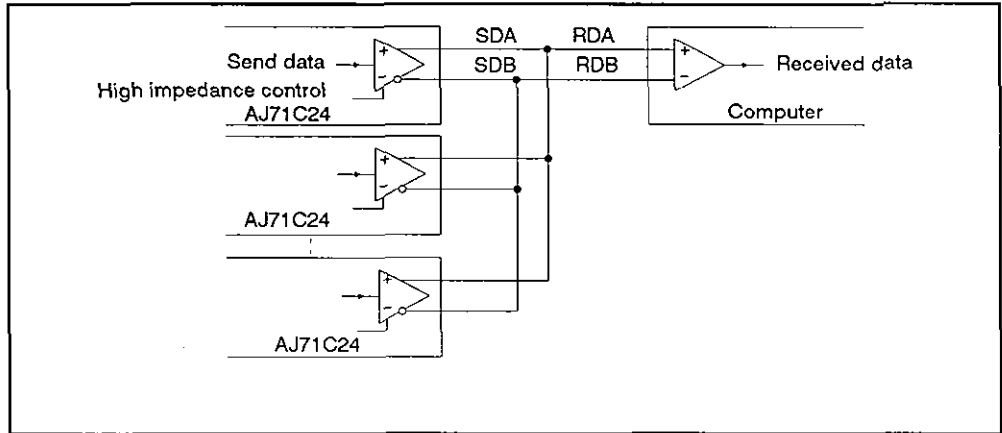 SDA RDA
+ +
Send data
Received data
− SDB RDB −
High impedance control
AJ71C24 Computer
+
−
AJ71C24
+
−
AJ71C24